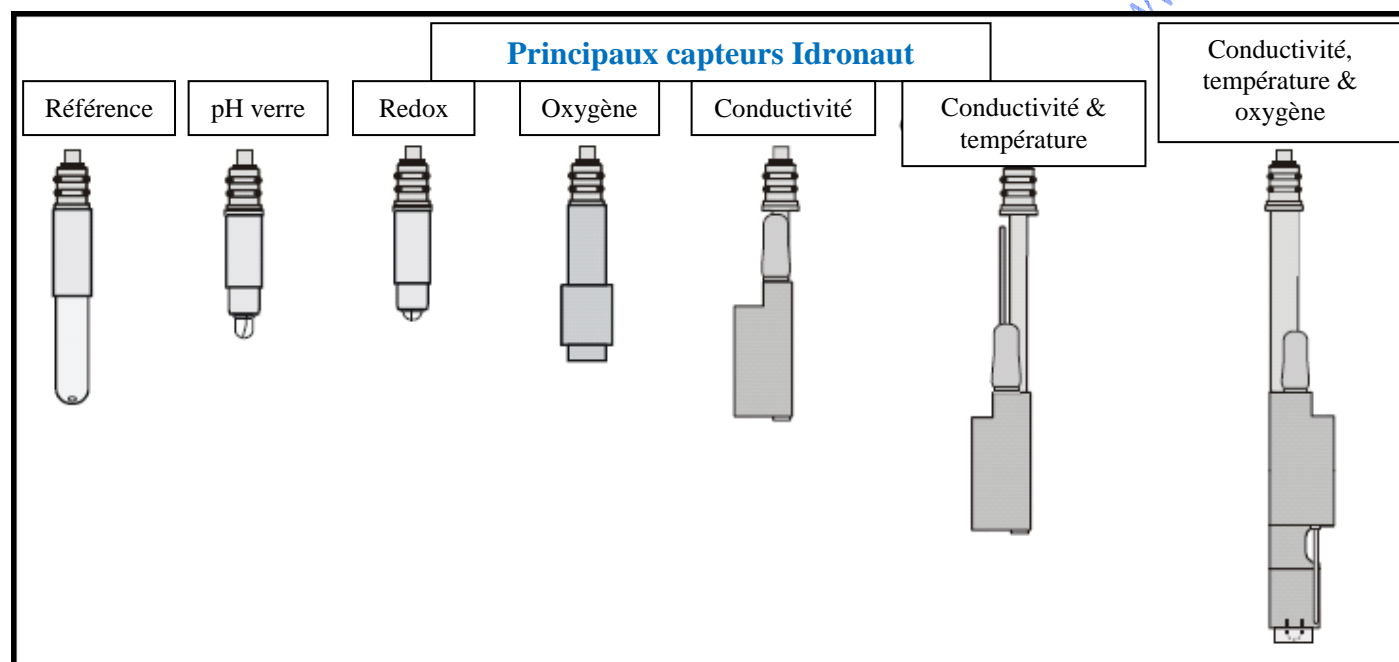 Principaux capteurs Idronaut
Référence
pH verre
Redox
Oxygène
Conductivité
Conductivité &
température
Conductivité,
température &
oxygène